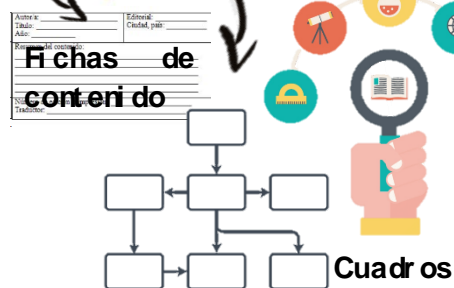 Autor/a:
Editorial:
Título:
Ciudad, país:
Año:
Resumen del contenido:
Fichas de
contenido
Traductor:
Cuadros